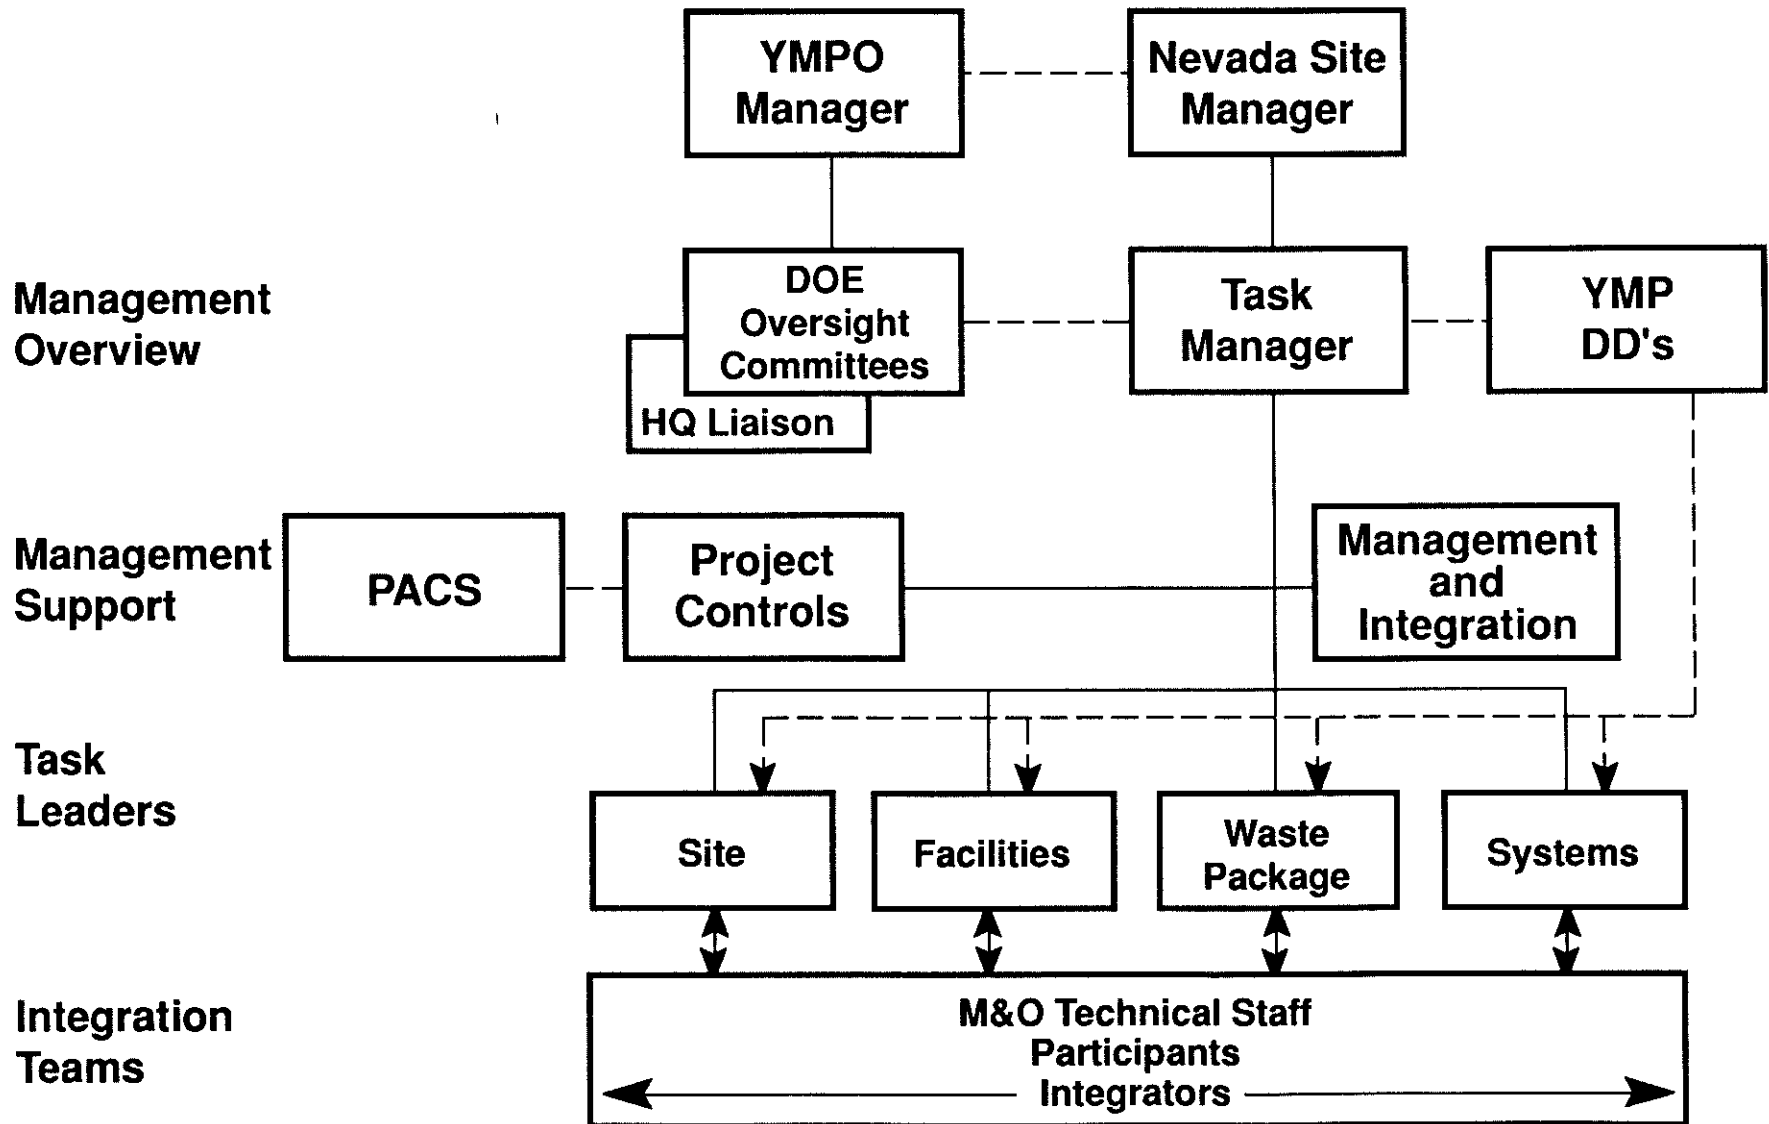 YMPO
Manager
Nevada Site
Manager
Management
Overview
DOE
Oversight
Committees
HQ Liaison
Task
Manager
YMP
DD's
Management
Support
PACS
Project
Controls
Management
and
Integration
Task
Leaders
Site
Facilities
Waste
Package
Systems
Integration
Teams
M&O Technical Staff
Participants
Integrators